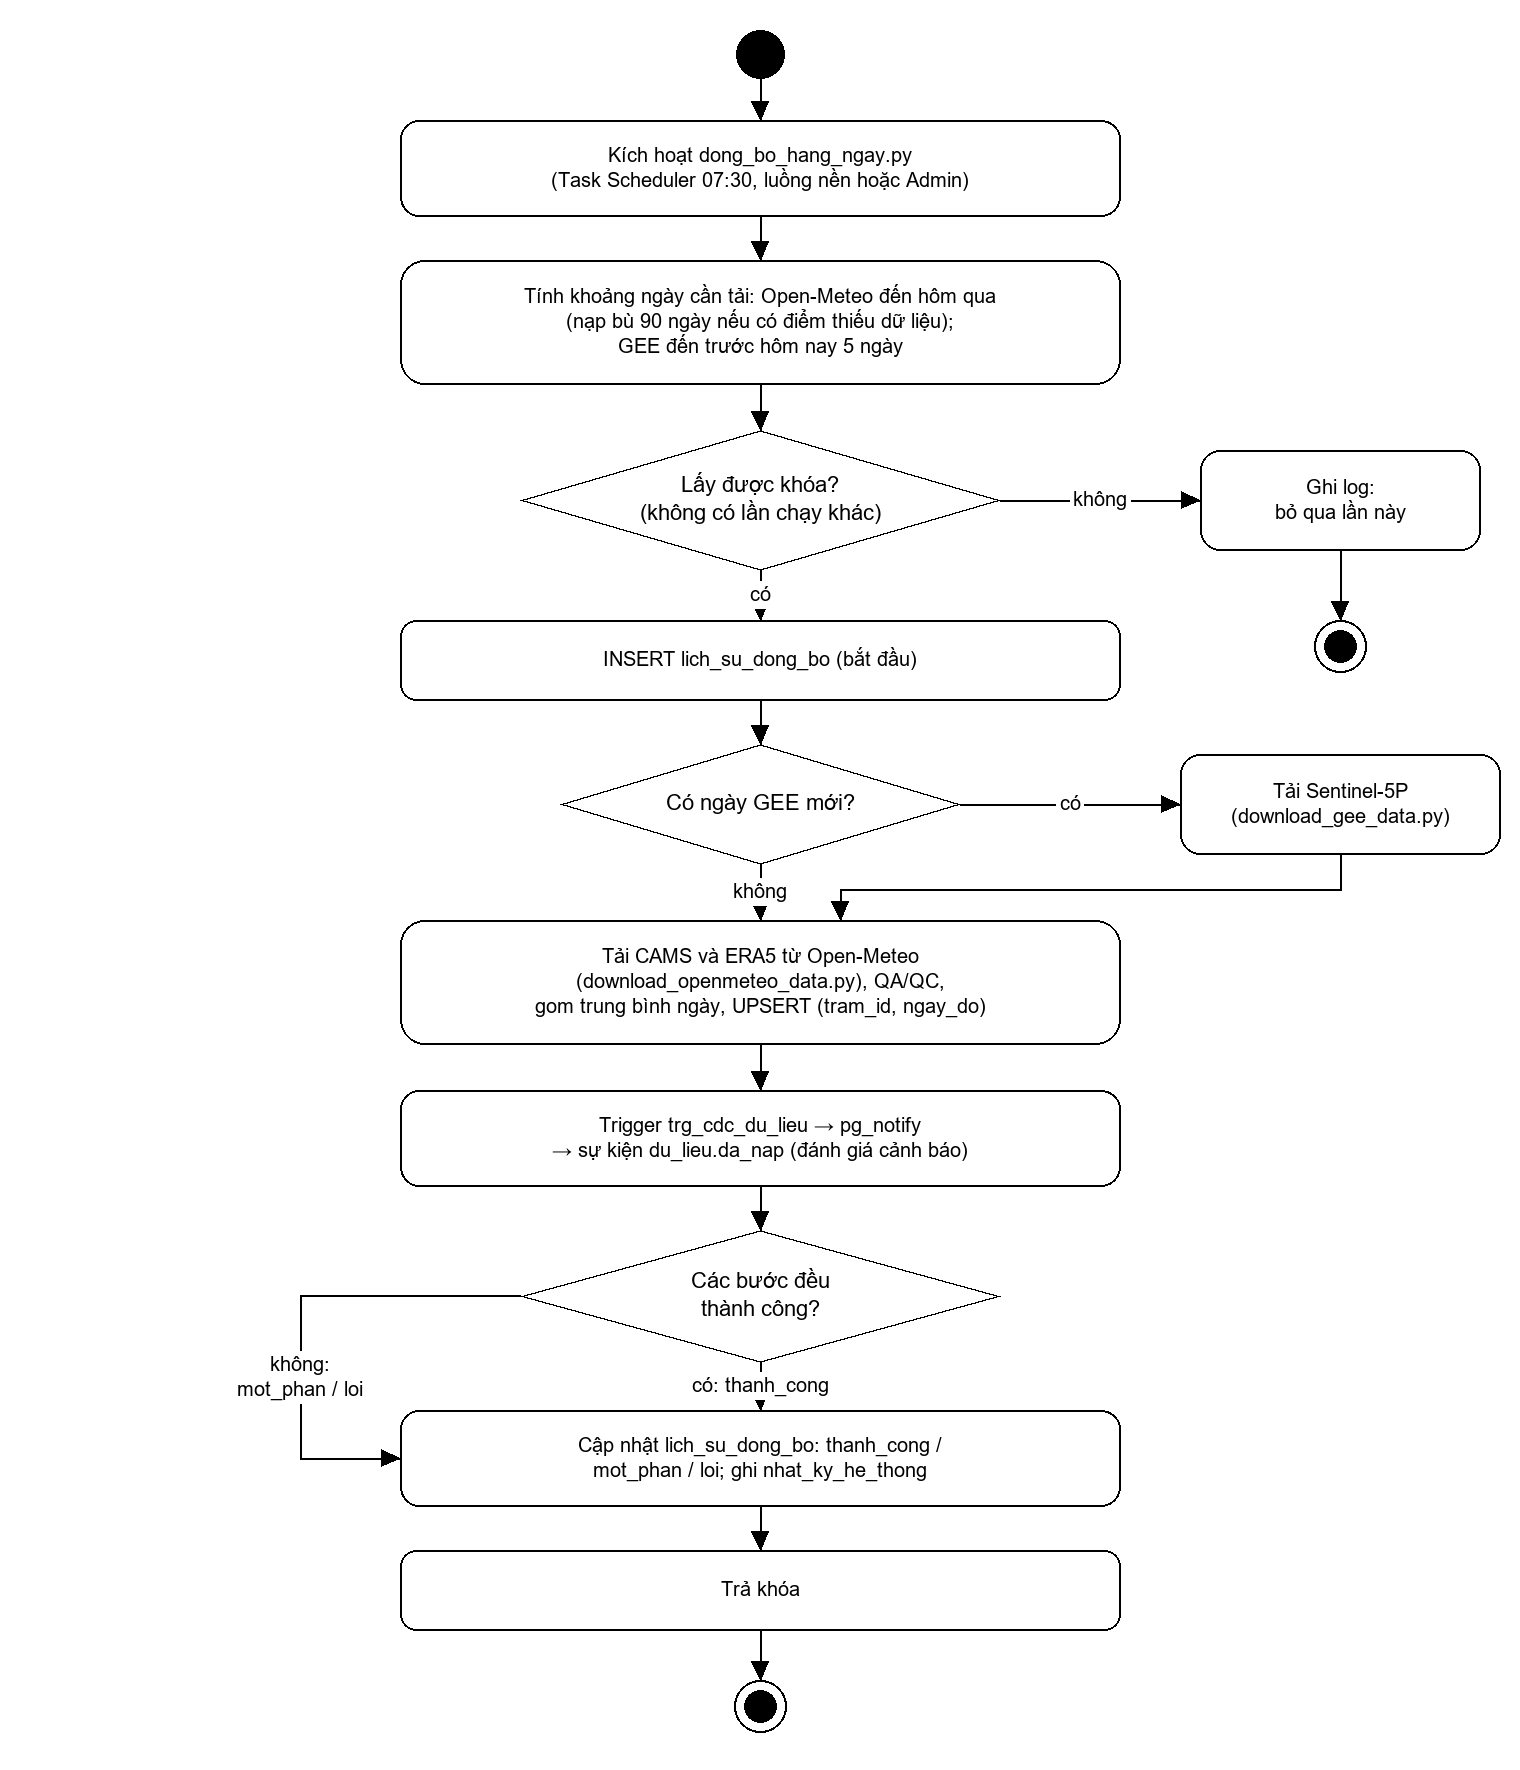 Kích hoạt dong_bo_hang_ngay.py
(Task Scheduler 07:30, luồng nền hoặc Admin)
Tính khoảng ngày cần tải: Open-Meteo đến hôm qua
(nạp bù 90 ngày nếu có điểm thiếu dữ liệu);
GEE đến trước hôm nay 5 ngày
Lấy được khóa?
(không có lần chạy khác)
không
Ghi log:
bỏ qua lần này
có
INSERT lich_su_dong_bo (bắt đầu)
Có ngày GEE mới?
có
Tải Sentinel-5P
(download_gee_data.py)
không
Tải CAMS và ERA5 từ Open-Meteo
(download_openmeteo_data.py), QA/QC,
gom trung bình ngày, UPSERT (tram_id, ngay_do)
Trigger trg_cdc_du_lieu → pg_notify
→ sự kiện du_lieu.da_nap (đánh giá cảnh báo)
Các bước đều
thành công?
không:
mot_phan / loi
có: thanh_cong
Cập nhật lich_su_dong_bo: thanh_cong /
mot_phan / loi; ghi nhat_ky_he_thong
Trả khóa